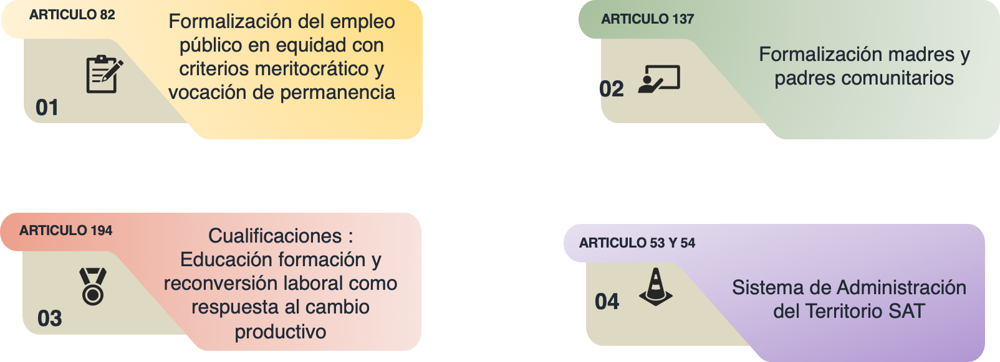 ARTICULO 82
Formalización del empleo
público en equidad con
criterios meritocrático y
vocación de permanencia
01
ARTICULO 137
Formalización madres y
padres comunitarios
02
ARTICULO 194
Cualificaciones :
Educación formación y
reconversión laboral como
respuesta al cambio
productivo
03
ARTICULO 53 Y 54
Sistema de Administración
del Territorio SAT
04